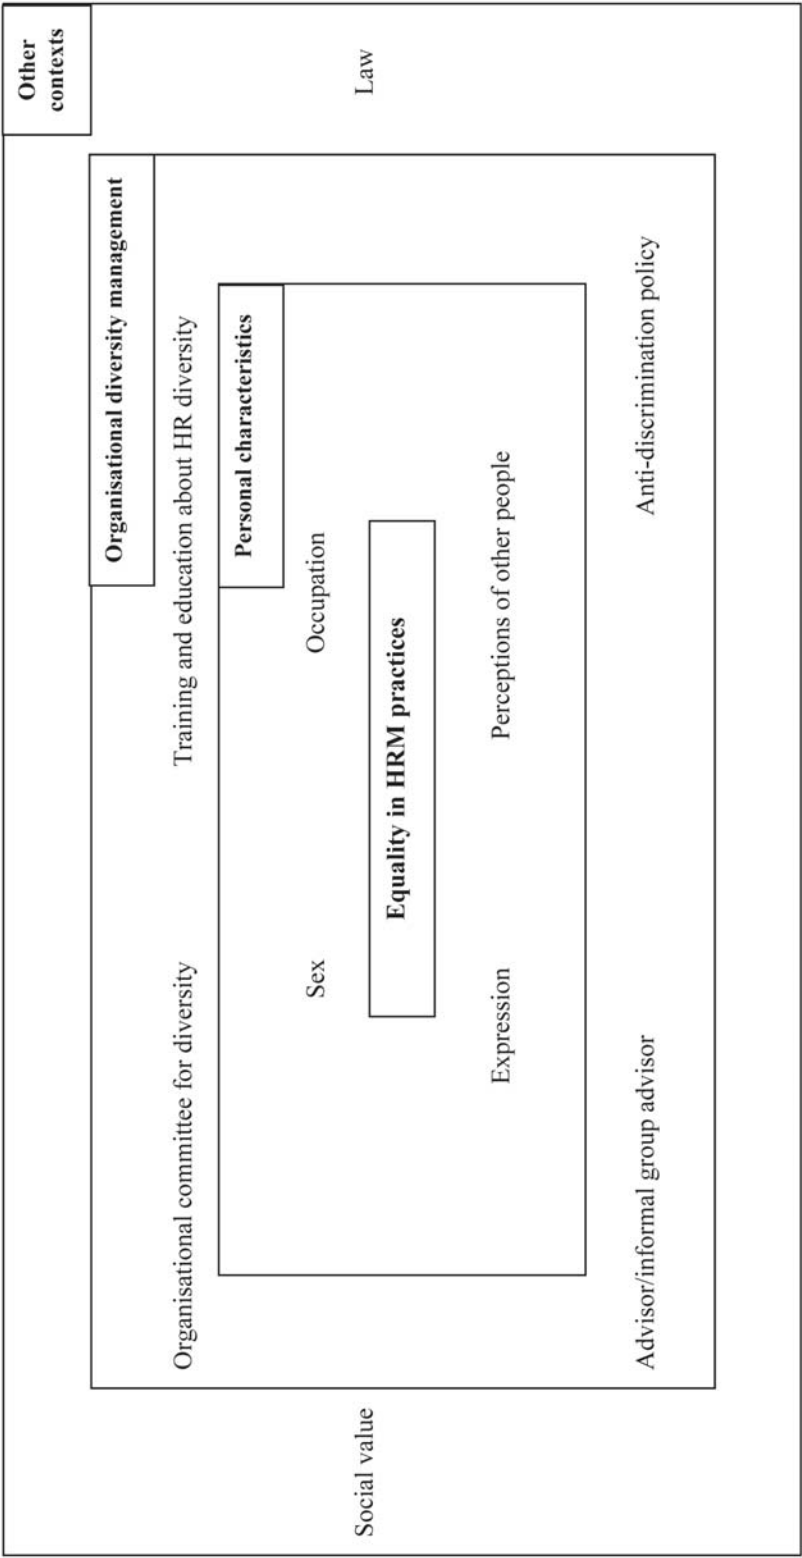 Other
contexts
Organisational diversity management
Organisational committee for diversity
Training and education about HR diversity
Personal characteristics
Sex
Occupation
Social value
Equality in HRM practices
Law
Expression
Perceptions of other people
Advisor/informal group advisor
Anti-discrimination policy